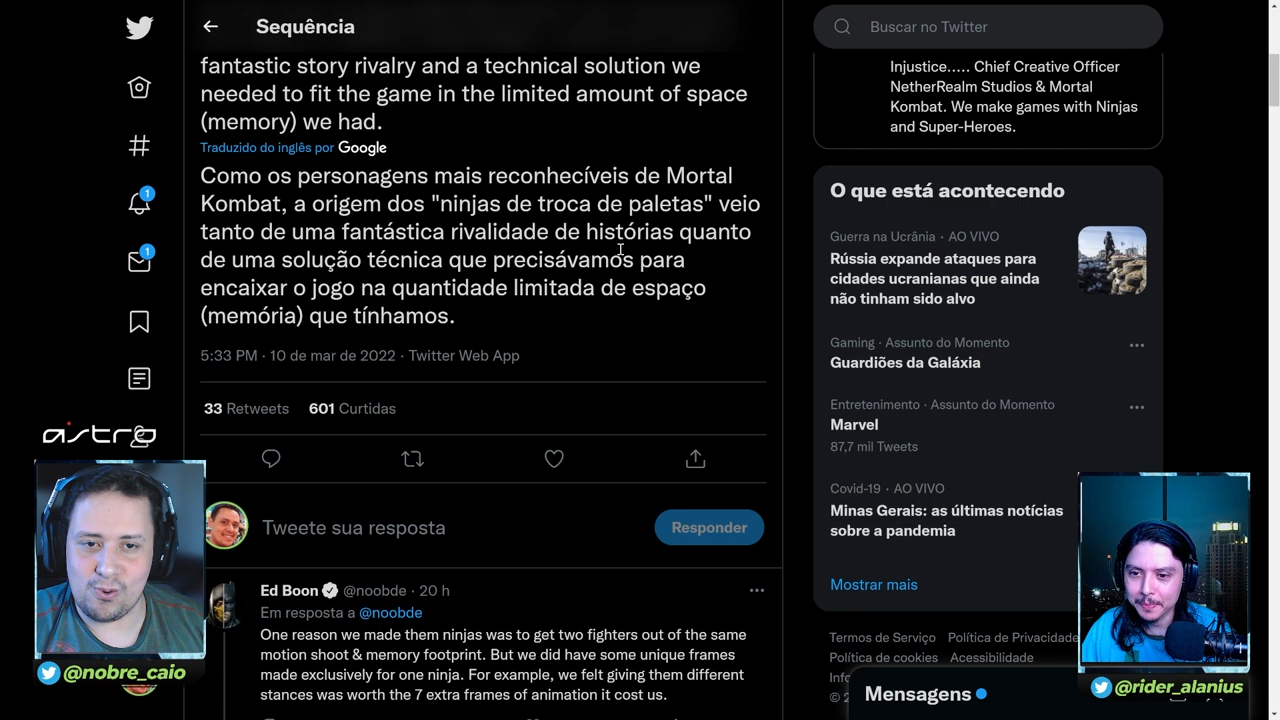 Sequência
fantastic story rivalry and a technical solution we
needed to fit the game in the limited amount of space
(memory) we had.
Traduzido do inglês por Google
Como os personagens mais reconhecíveis de Mortal
Kombat, a origem dos "ninjas de troca de paletas" veio
tanto de uma fantástica rivalidade de histórias quanto
de uma solução técnica que precisávamos para
encaixar o jogo na quantidade limitada de espaço
(memória) que tínhamos.
5:33 PM · 10 de mar de 2022 · Twitter Web App
33 Retweets 601 Curtidas
Tweete sua resposta
Responder
Ed Boon @noobde · 20 h
Em resposta a @noobde
One reason we made them ninjas was to get two fighters out of the same
motion shoot & memory footprint. But we did have some unique frames
made exclusively for one ninja. For example, we felt giving them different
stances was worth the 7 extra frames of animation it cost us.
1
1
astro
@nobre_caio
Buscar no Twitter
Injustice..... Chief Creative Officer
NetherRealm Studios & Mortal
Kombat. We make games with Ninjas
and Super-Heroes.
O que está acontecendo
Guerra na Ucrânia · AO VIVO
Rússia expande ataques para
cidades ucranianas que ainda
não tinham sido alvo
Gaming · Assunto do Momento
Guardiões da Galáxia
Entretenimento · Assunto do Momento
Marvel
87,7 mil Tweets
Covid-19 · AO VIVO
Minas Gerais: as últimas notícias
sobre a pandemia
Mostrar mais
Termos de Serviço Política de Privacidade
Política de cookies Acessibilidade
Mensagens
@rider_alanius